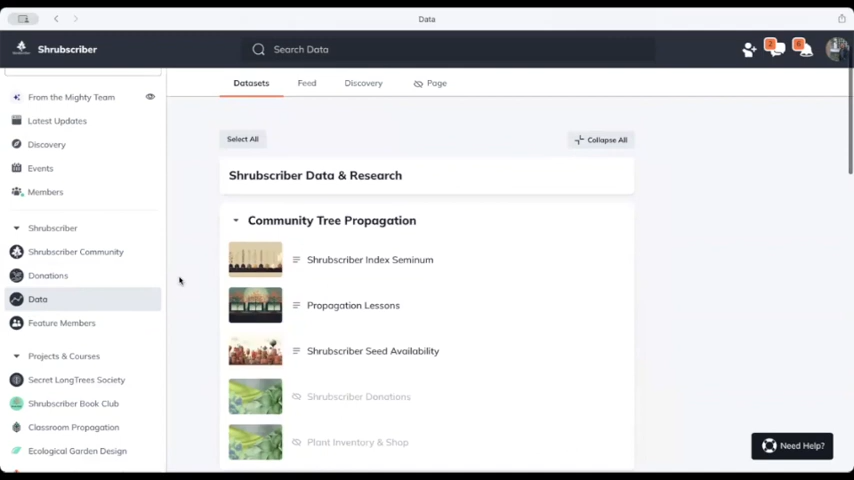 Data
Shrubscriber
Search Data
2
6
From the Mighty Team
Latest Updates
Discovery
Events
Members
Shrubscriber
Shrubscriber Community
Donations
Data
Feature Members
Projects & Courses
Secret LongTrees Society
Shrubscriber Book Club
Classroom Propagation
Ecological Garden Design
Datasets Feed Discovery Page
Select All Collapse All
Shrubscriber Data & Research
Community Tree Propagation
Shrubscriber Index Seminum
Propagation Lessons
Shrubscriber Seed Availability
Shrubscriber Donations
Plant Inventory & Shop
Need Help?